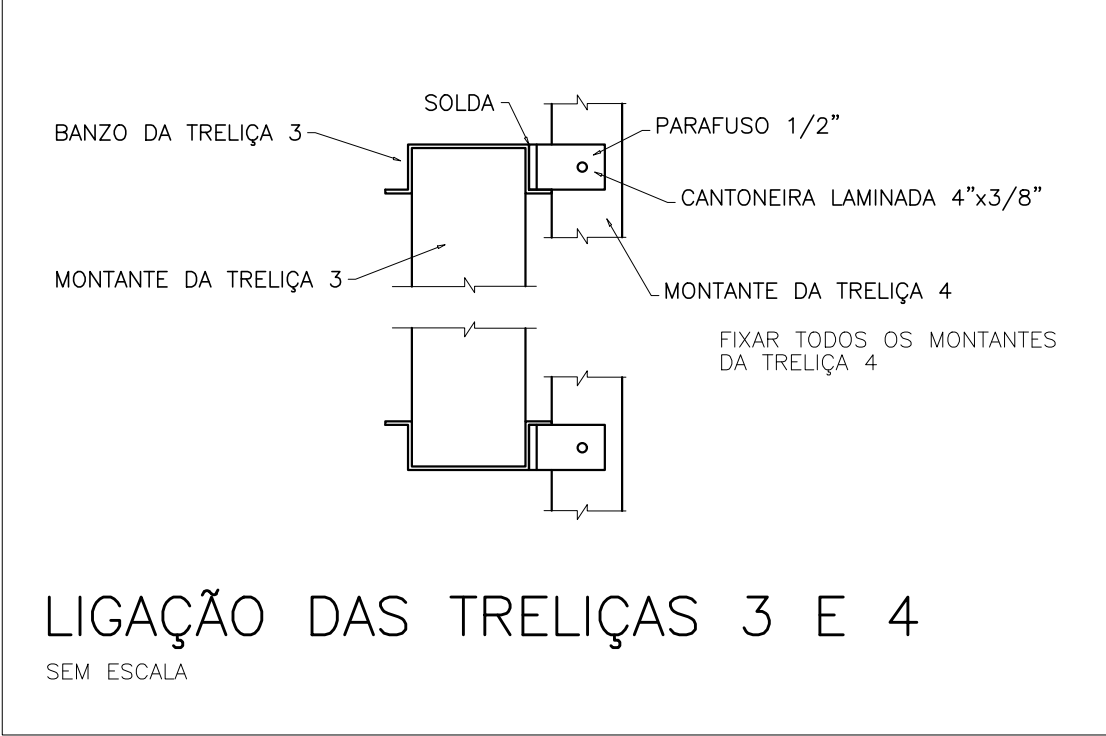 SOLDA
BANZO DA TRELIÇA 3
PARAFUSO 1/2”
CANTONEIRA LAMINADA 4”x3/8”
MONTANTE DA TRELIÇA 3
MONTANTE DA TRELIÇA 4
FIXAR TODOS OS MONTANTES
DA TRELIÇA 4
LIGAÇÃO DAS TRELIÇAS 3 E 4
SEM ESCALA